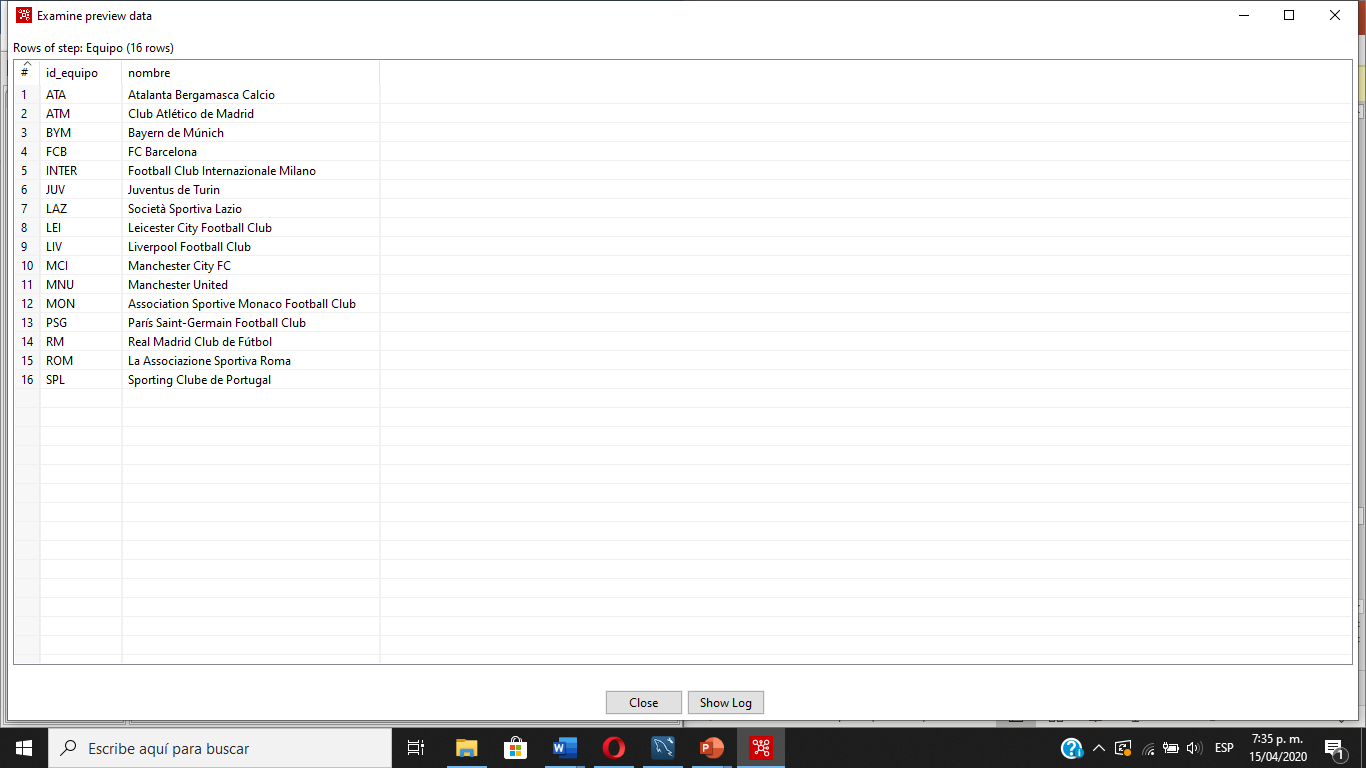 Examine preview data
Rows of step: Equipo (16 rows)
# id_equipo nombre
1 ATA Atalanta Bergamasca Calcio
2 ATM Club Atlético de Madrid
3 BYM Bayern de Múnich
4 FCB FC Barcelona
5 INTER Football Club Internazionale Milano
6 JUV Juventus de Turin
7 LAZ Società Sportiva Lazio
8 LEI Leicester City Football Club
9 LIV Liverpool Football Club
10 MCI Manchester City FC
11 MNU Manchester United
12 MON Association Sportive Monaco Football Club
13 PSG París Saint-Germain Football Club
14 RM Real Madrid Club de Fútbol
15 ROM La Associazione Sportiva Roma
16 SPL Sporting Clube de Portugal
Close Show Log
Escribe aquí para buscar
ESP
7:35 p. m.
15/04/2020
1